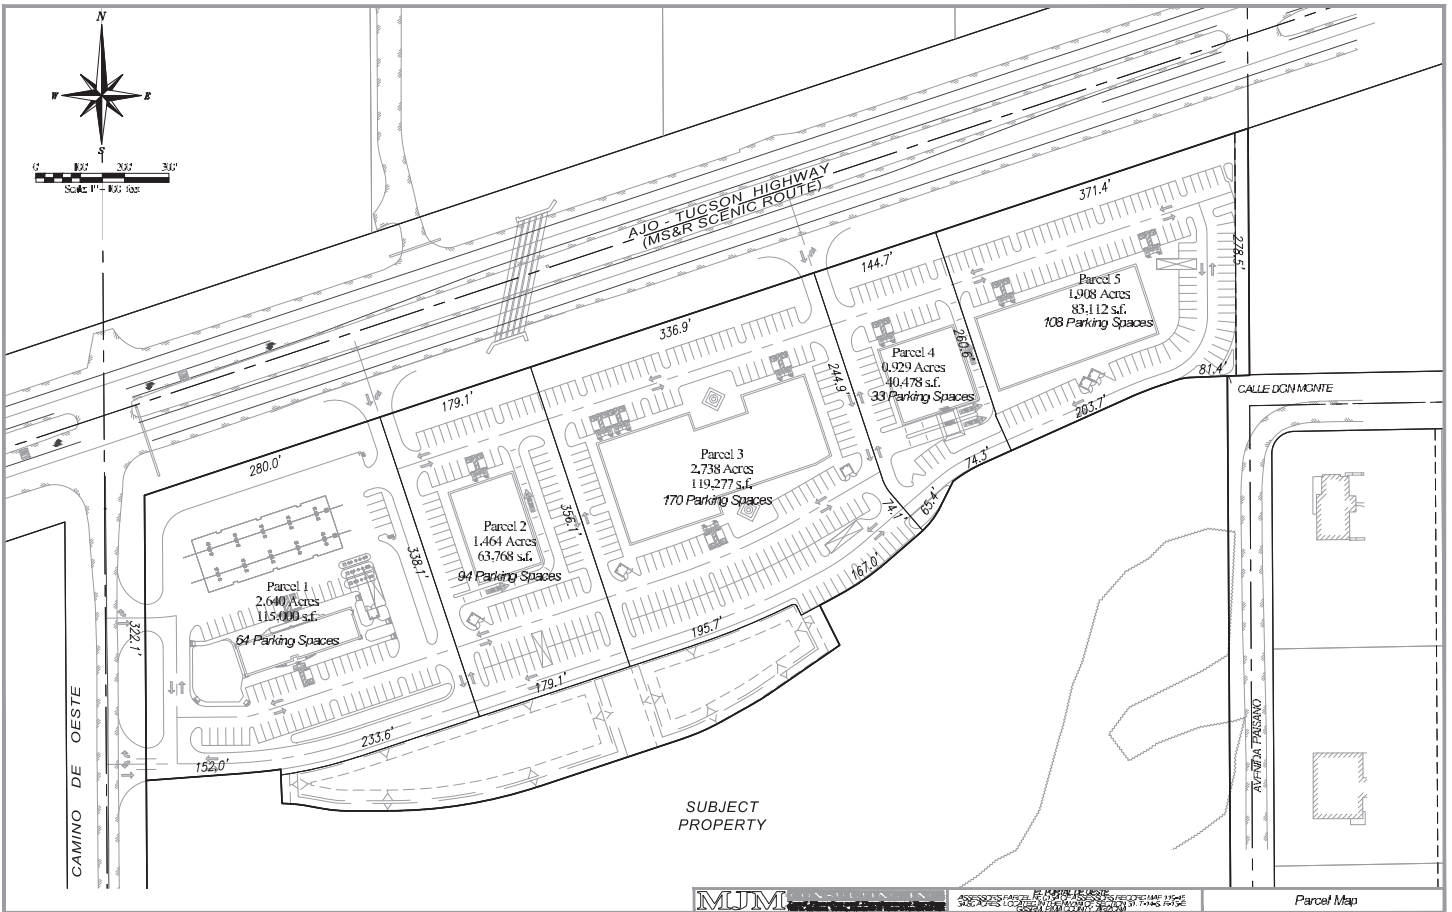 N
W E
S
0' 100' 200' 300'
Scale: 1" = 100 feet
AJO - TUCSON HIGHWAY
(MS&R SCENIC ROUTE)
371.4'
278.5'
144.7'
336.9'
179.1'
280.0'
Parcel 5
1.908 Acres
83,112 s.f.
108 Parking Spaces
Parcel 4
0.929 Acres
40,478 s.f.
33 Parking Spaces
260.6'
244.9'
81.4'
203.7'
74.3'
65.4'
74.1'
CALLE DON MONTE
Parcel 3
2.738 Acres
119,277 s.f.
170 Parking Spaces
356.1'
Parcel 2
1.464 Acres
63,768 s.f.
94 Parking Spaces
338.1'
Parcel 1
2.640 Acres
115,000 s.f.
64 Parking Spaces
322.1'
167.0'
195.7'
179.1'
233.6'
152.0'
CAMINO DE OESTE
AVENIDA PAISANO
SUBJECT
PROPERTY
MJM
EL PORTAL DE OESTE
Parcel Map